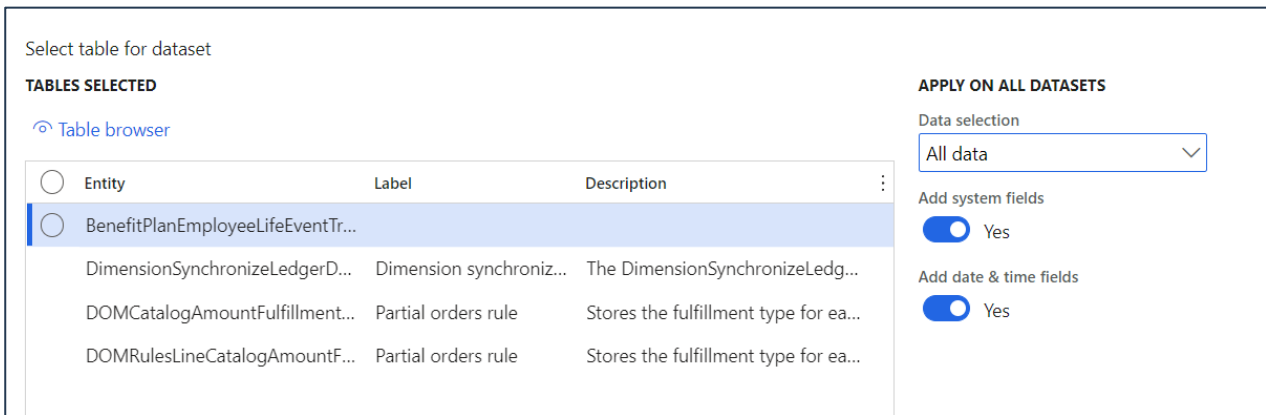 Select table for dataset
TABLES SELECTED
Table browser
Entity Label Description
BenefitPlanEmployeeLifeEventTr...
DimensionSynchronizeLedgerD... Dimension synchroniz... The DimensionSynchronizeLedg...
DOMCatalogAmountFulfillment... Partial orders rule Stores the fulfillment type for ea...
DOMRulesLineCatalogAmountF... Partial orders rule Stores the fulfillment type for ea...
APPLY ON ALL DATASETS
Data selection
All data
Add system fields
Yes
Add date & time fields
Yes